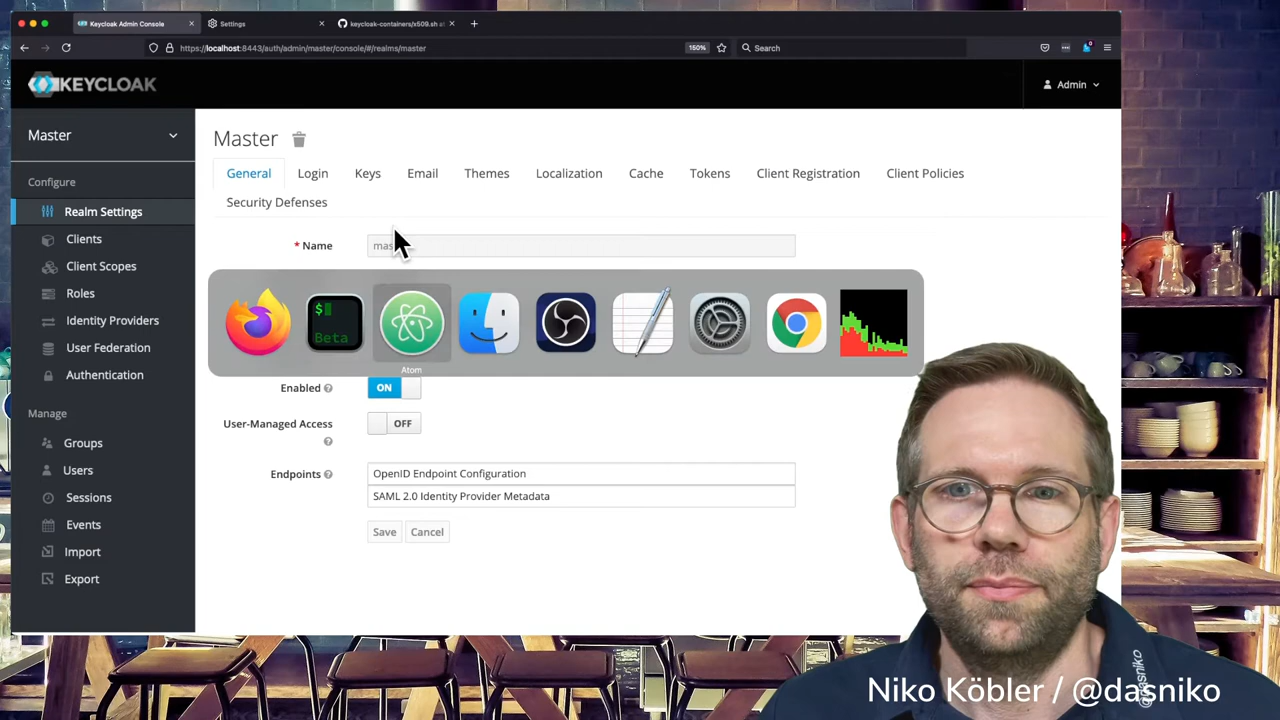 Keycloak Admin Console
Settings
keycloak-containers/x509.sh a
https://localhost:8443/auth/admin/master/console/#/realms/master
150%
Search
KEYCLOAK
Admin
Master
Master
General
Login
Keys
Email
Themes
Localization
Cache
Tokens
Client Registration
Client Policies
Security Defenses
Configure
Realm Settings
Clients
Client Scopes
Roles
Identity Providers
User Federation
Authentication
Manage
Groups
Users
Sessions
Events
Import
Export
* Name
mas
$
Beta
Atom
Enabled
ON
User-Managed Access
OFF
Endpoints
OpenID Endpoint Configuration
SAML 2.0 Identity Provider Metadata
Save
Cancel
@dasniko
Niko Köbler / @dasniko